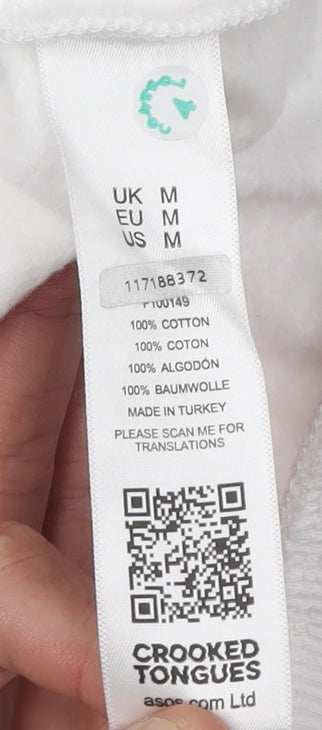 UK M
EU M
US M
117188372
F100149
100% COTTON
100% COTON
100% ALGODÓN
100% BAUMWOLLE
MADE IN TURKEY
PLEASE SCAN ME FOR
TRANSLATIONS
CROOKED
TONGUES
asos.com Ltd